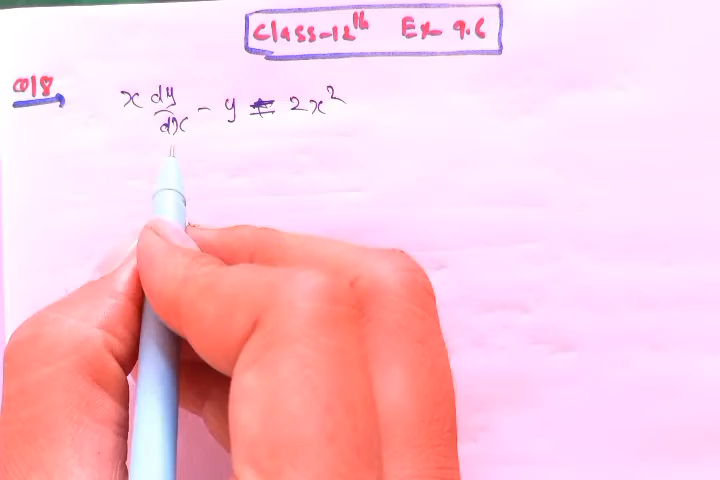 Class-12th Ex 9.6
Q18 x dy/dx - y = 2x²